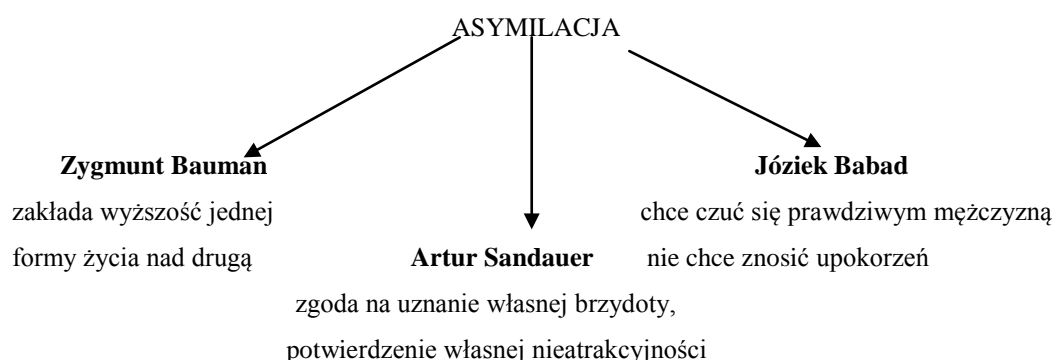 ASYMILACJA
Zygmunt Bauman
zakłada wyższość jednej
formy życia nad drugą
Artur Sandauer
zgoda na uznanie własnej brzydoty,
potwierdzenie własnej nieatrakcyjności
Józiek Babad
chce czuć się prawdziwym mężczyzną
nie chce znosić upokorzeń